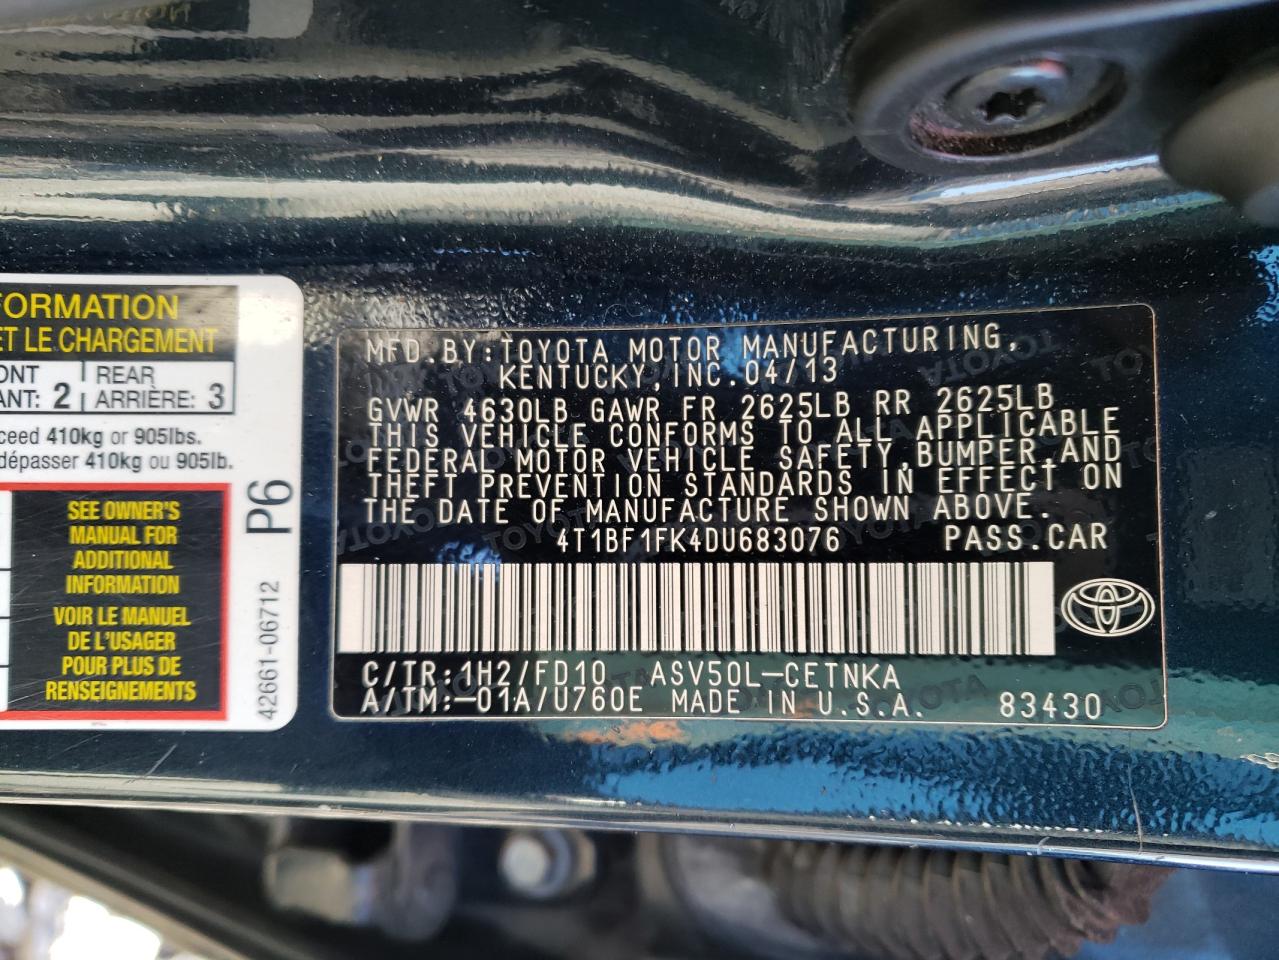 FORMATION
ET LE CHARGEMENT
ONT
ANT: 2
REAR
ARRIÈRE: 3
ceed 410kg or 905lbs.
dépasser 410kg ou 905lb.
SEE OWNER'S
MANUAL FOR
ADDITIONAL
INFORMATION
VOIR LE MANUEL
DE L'USAGER
POUR PLUS DE
RENSEIGNEMENTS
P6
42661-06712
MFD.BY:TOYOTA MOTOR MANUFACTURING,
KENTUCKY,INC.04/13
GVWR 4630LB GAWR FR 2625LB RR 2625LB
THIS VEHICLE CONFORMS TO ALL APPLICABLE
FEDERAL MOTOR VEHICLE SAFETY,BUMPER,AND
THEFT PREVENTION STANDARDS IN EFFECT ON
THE DATE OF MANUFACTURE SHOWN ABOVE.
4T1BF1FK4DU683076 PASS.CAR
C/TR:1H2/FD10 ASV50L-CETNKA
A/TM:-01A/U760E MADE IN U.S.A. 83430